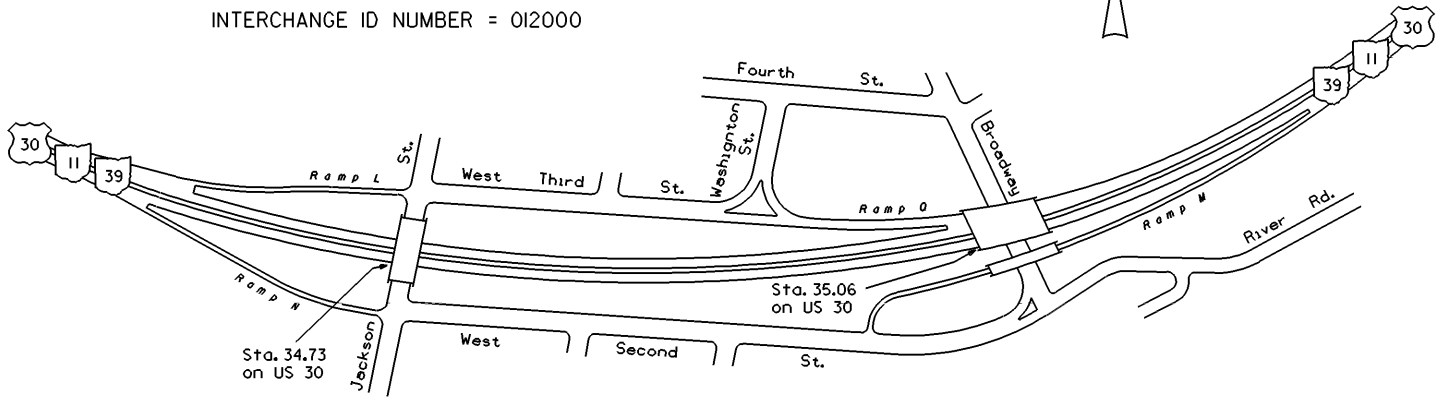 INTERCHANGE ID NUMBER = 012000
30
11
39
Fourth St.
30
11
39
Jackson St.
Ramp L
West Third St.
Washignton St.
Broadway
Ramp Q
Ramp M
River Rd.
Ramp N
Sta. 35.06
on US 30
Sta. 34.73
on US 30
West Second St.